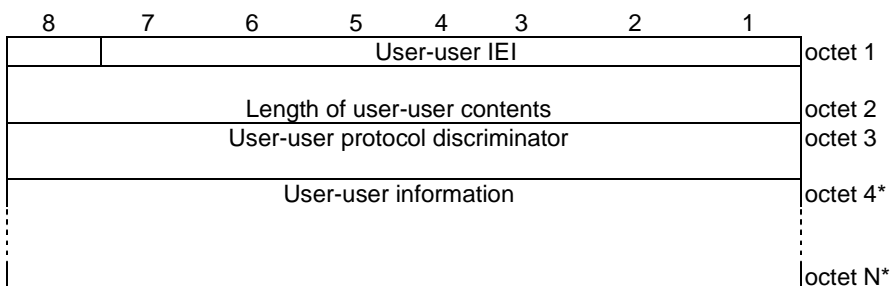 8 7 6 5 4 3 2 1
User-user IEI octet 1
Length of user-user contents octet 2
User-user protocol discriminator octet 3
User-user information octet 4*
octet N*